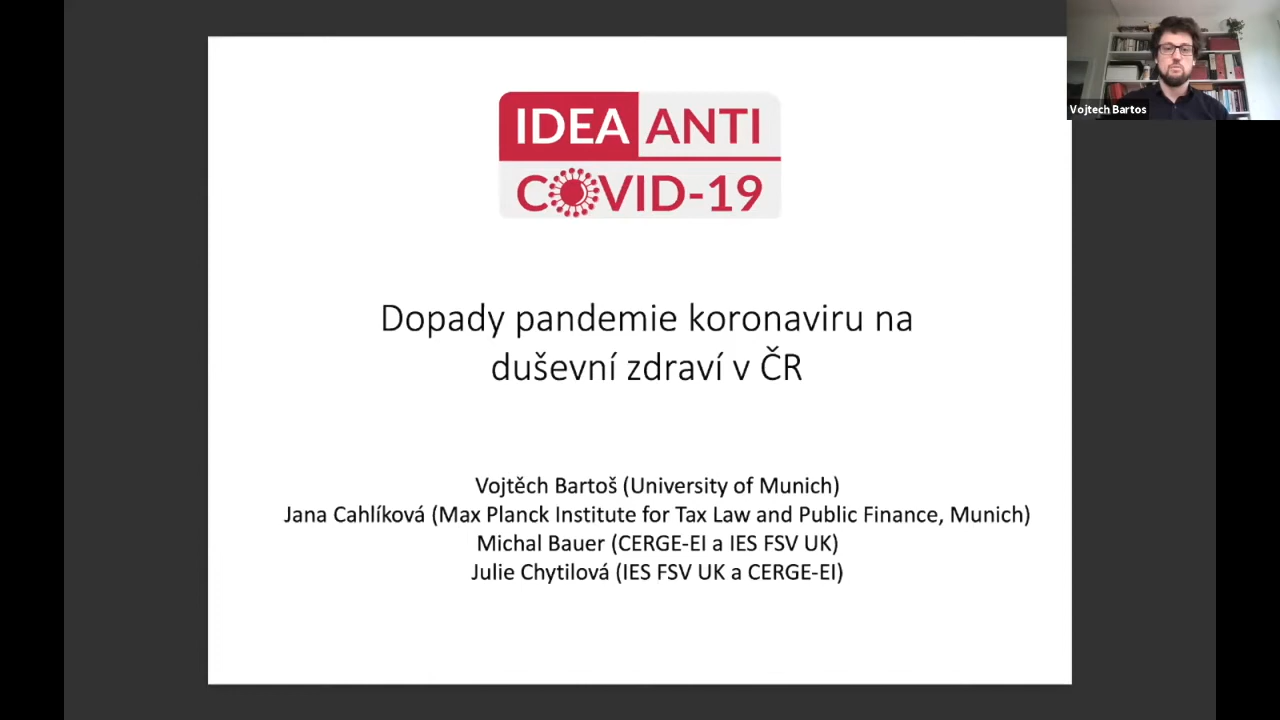 IDEA ANTI
COVID-19
Vojtech Bartos
Dopady pandemie koronaviru na
duševní zdraví v ČR
Vojtěch Bartoš (University of Munich)
Jana Cahlíková (Max Planck Institute for Tax Law and Public Finance, Munich)
Michal Bauer (CERGE-EI a IES FSV UK)
Julie Chytilová (IES FSV UK a CERGE-EI)